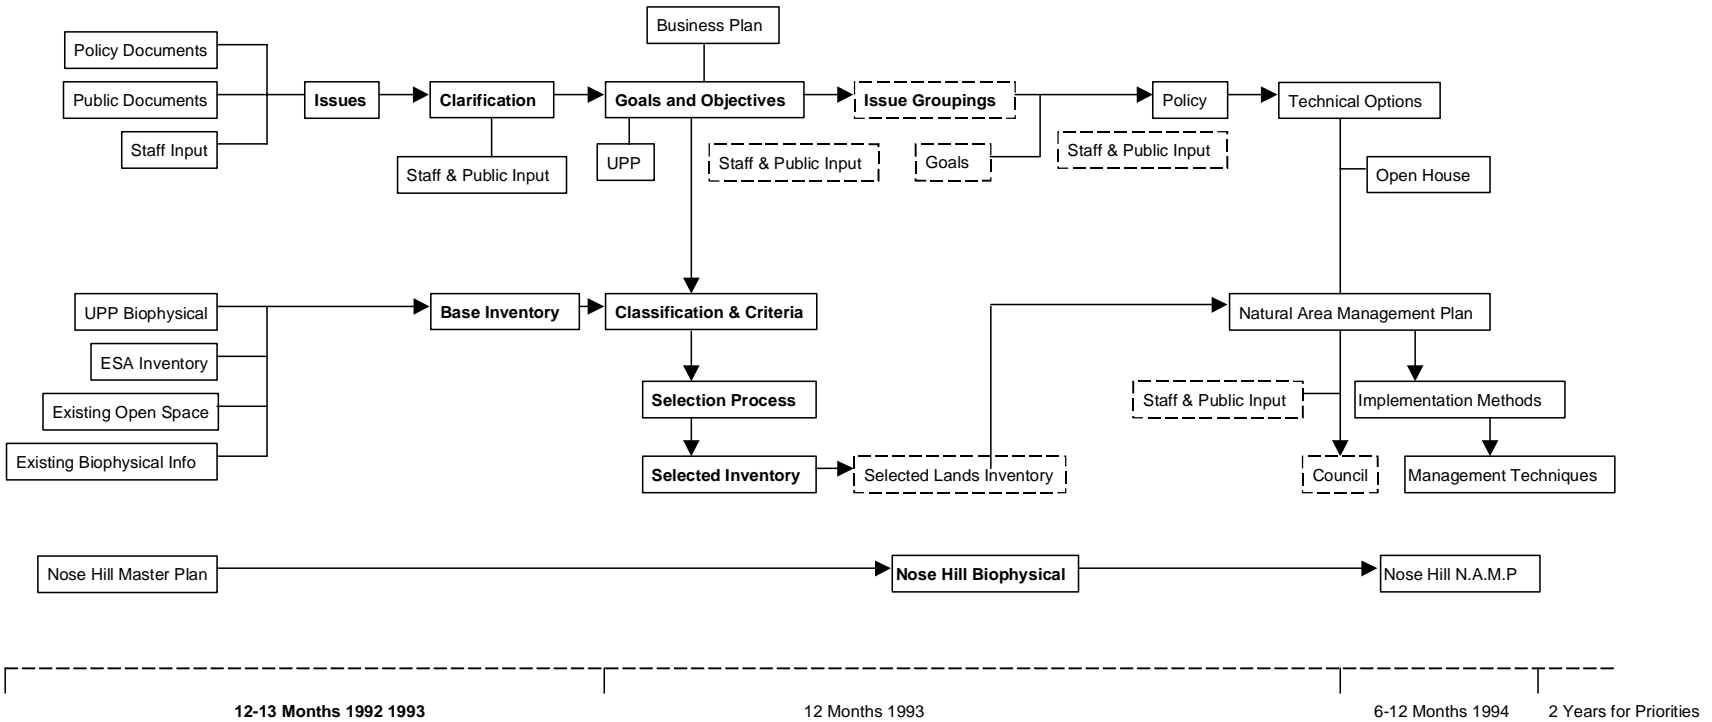 Business Plan
Policy Documents
Public Documents
Staff Input
Issues
Clarification
Staff & Public Input
Goals and Objectives
UPP
Staff & Public Input
Issue Groupings
Goals
Staff & Public Input
Policy
Technical Options
Open House
UPP Biophysical
ESA Inventory
Existing Open Space
Existing Biophysical Info
Base Inventory
Classification & Criteria
Selection Process
Selected Inventory
Selected Lands Inventory
Natural Area Management Plan
Staff & Public Input
Implementation Methods
Council
Management Techniques
Nose Hill Master Plan
Nose Hill Biophysical
Nose Hill N.A.M.P
12-13 Months 1992 1993
12 Months 1993
6-12 Months 1994
2 Years for Priorities